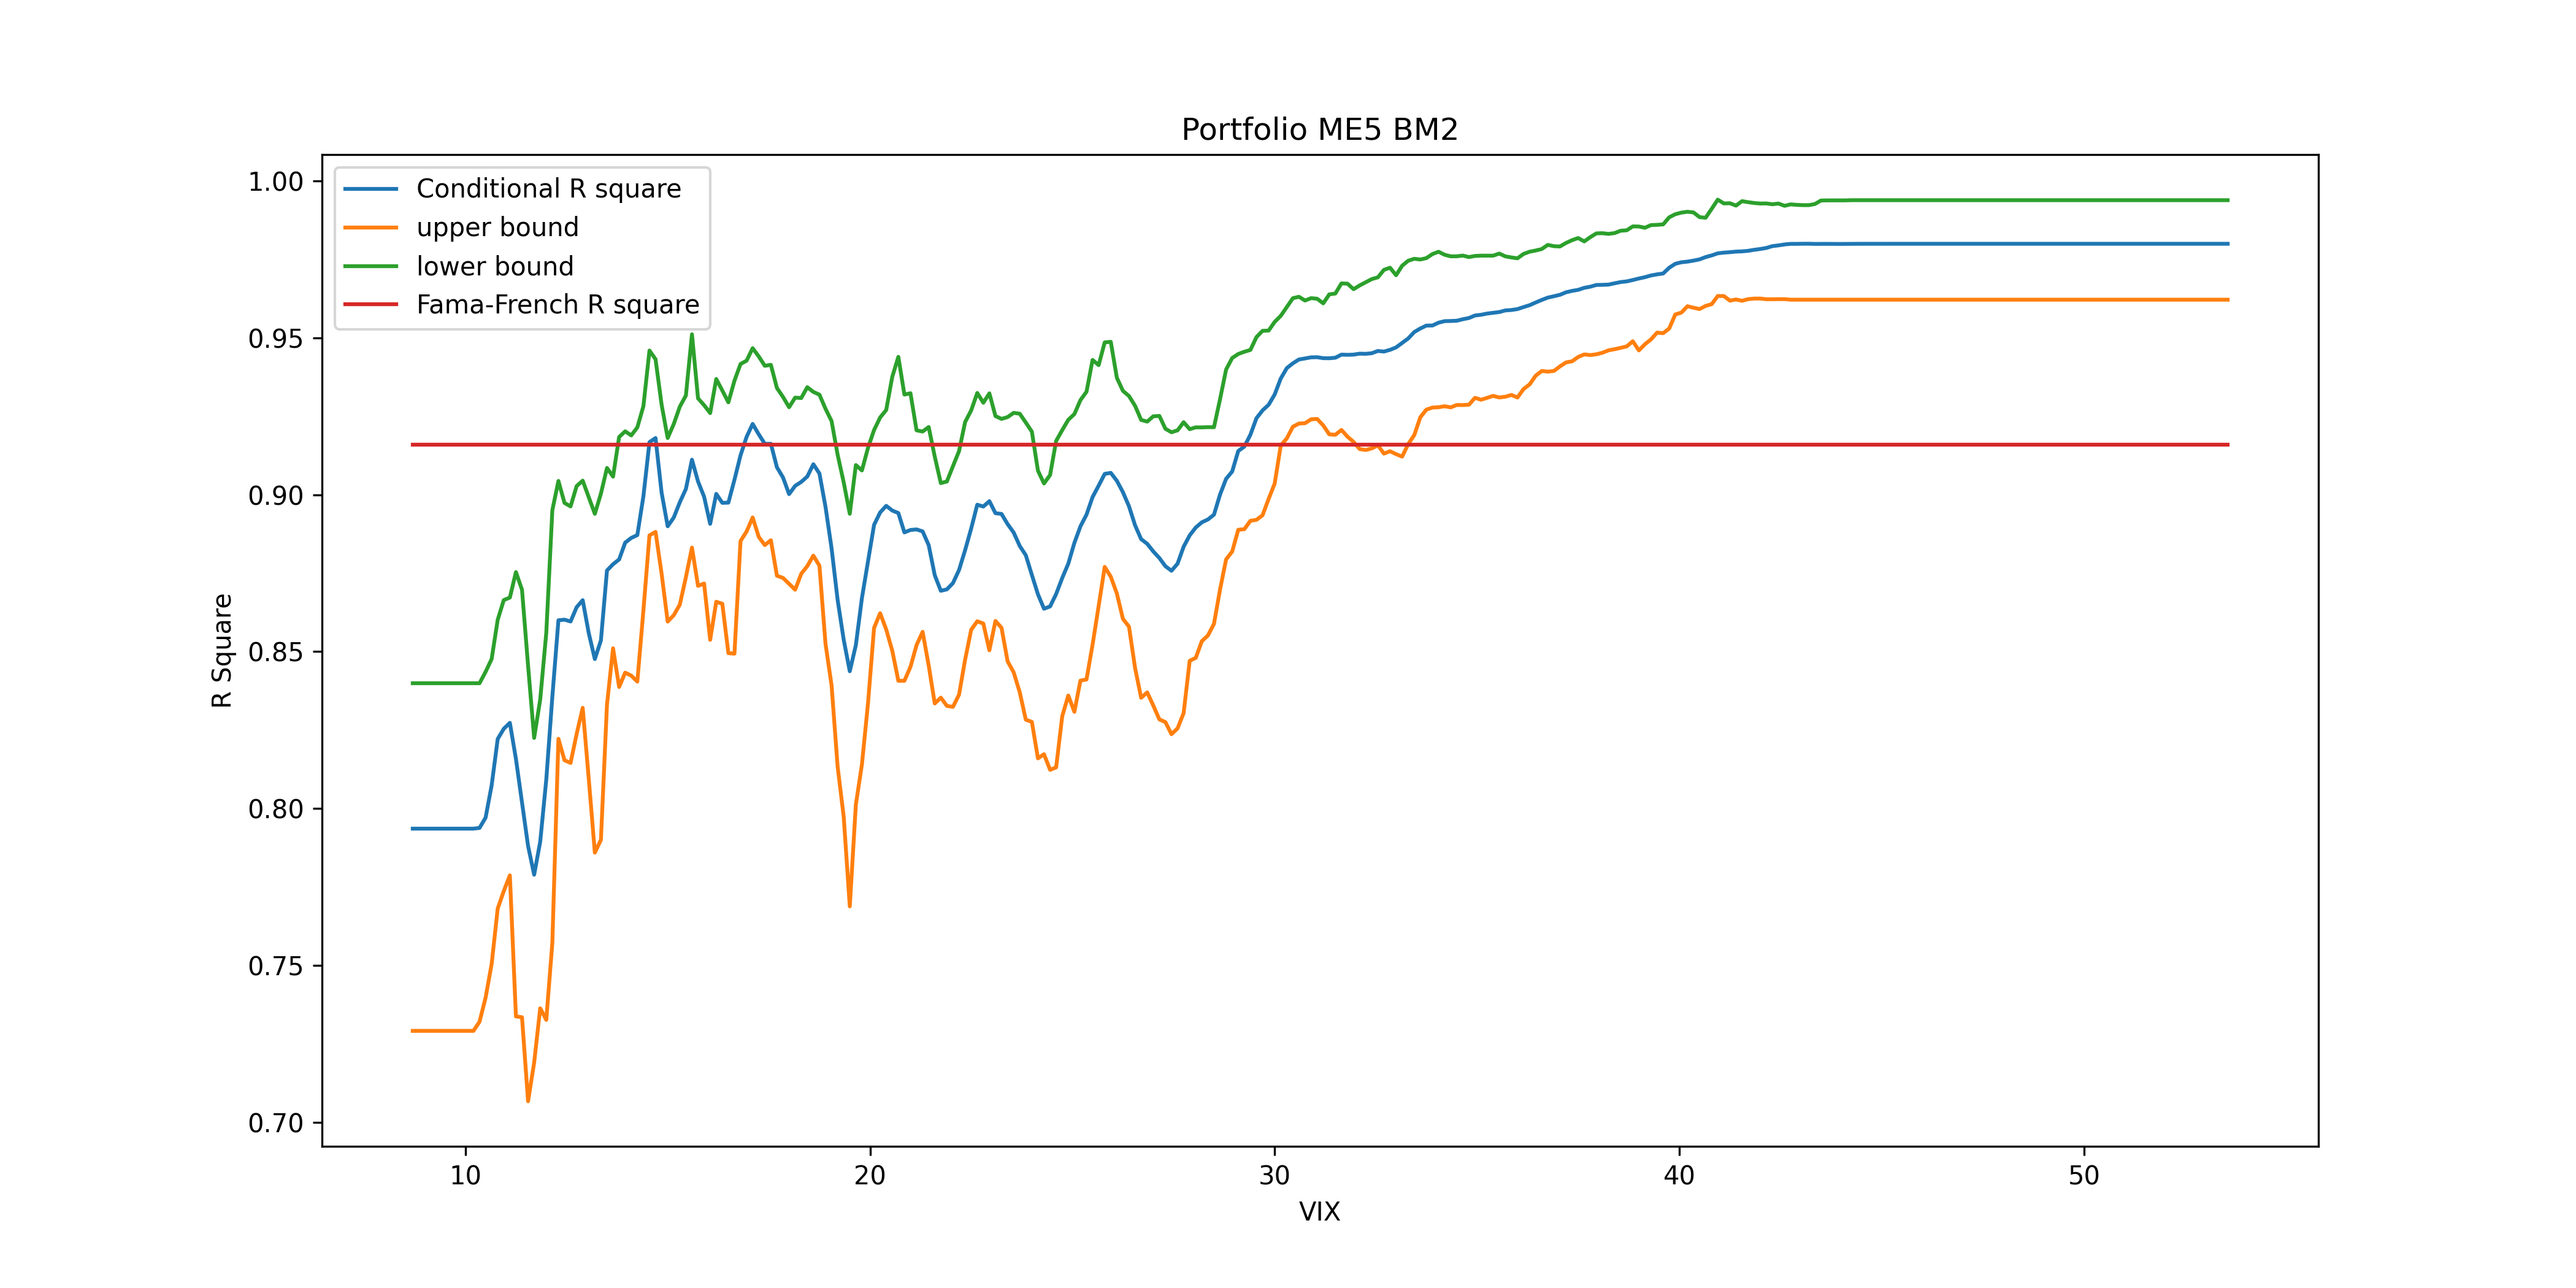 Portfolio ME5 BM2
Conditional R square
upper bound
lower bound
Fama-French R square
1.00
0.95
0.90
0.85
0.80
0.75
0.70
R Square
10 20 30 40 50
VIX